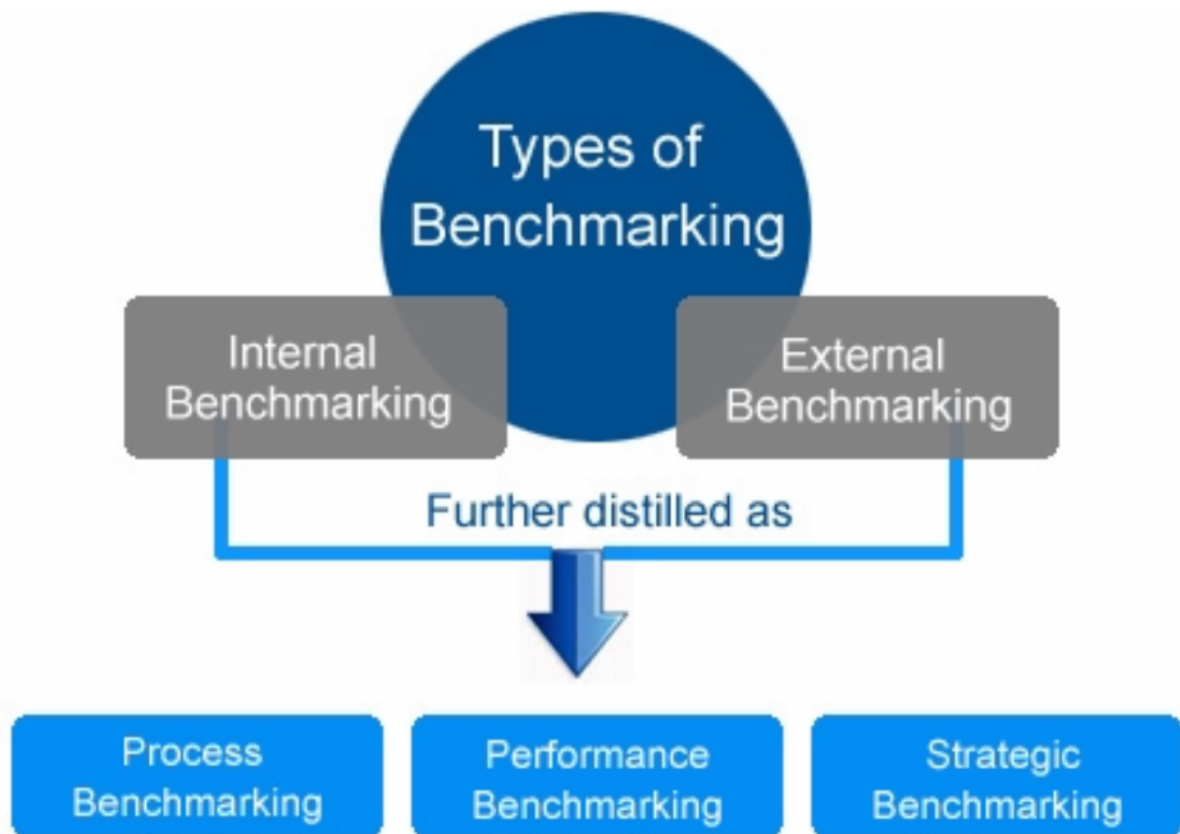 Types of
Benchmarking
Internal
Benchmarking
External
Benchmarking
Further distilled as
Process
Benchmarking
Performance
Benchmarking
Strategic
Benchmarking